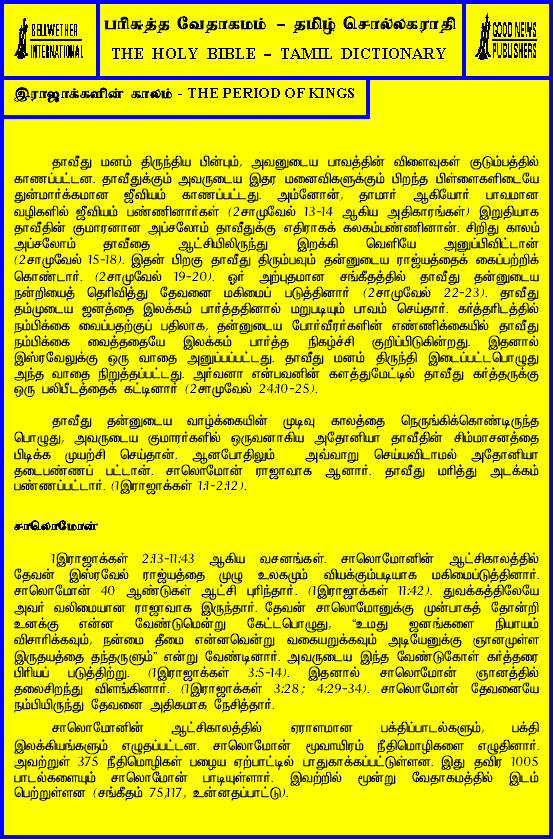 BELLWETHER
INTERNATIONAL
பரிசுத்த வேதாகமம் – தமிழ் சொல்லகராதி
THE HOLY BIBLE – TAMIL DICTIONARY
GOOD NEWS
PUBLISHERS
இராஜாக்களின் காலம் - THE PERIOD OF KINGS
தாவீது மனம் திருந்திய பின்பும், அவனுடைய பாவத்தின் விளைவுகள் குடும்பத்தில்
காணப்பட்டன. தாவீதுக்கும் அவருடைய இதர மனைவிகளுக்கும் பிறந்த பிள்ளைகளிடையே
துன்மார்க்கமான ஜீவியம் காணப்பட்டது. அம்னோன், தாமார் ஆகியோர் பாவமான
வழிகளில் ஜீவியம் பண்ணினார்கள் (2சாமுவேல் 13-14 ஆகிய அதிகாரங்கள்) இறுதியாக
தாவீதின் குமாரனான அப்சலோம் தாவீதுக்கு எதிராகக் கலகம்பண்ணினான். சிறிது காலம்
அப்சலோம் தாவீதை ஆட்சியிலிருந்து இறக்கி வெளியே அனுப்பிவிட்டான்
(2சாமுவேல் 15-18). இதன் பிறகு தாவீது திரும்பவும் தன்னுடைய ராஜ்யத்தைக் கைப்பற்றிக்
கொண்டார். (2சாமுவேல் 19-20). ஓர் அற்புதமான சங்கீதத்தில் தாவீது தன்னுடைய
நன்றியைத் தெரிவித்து தேவனை மகிமைப் படுத்தினார் (2சாமுவேல் 22-23). தாவீது
தம்முடைய ஜனத்தை இலக்கம் பார்த்ததினால் மறுபடியும் பாவம் செய்தார். கர்த்தரிடத்தில்
நம்பிக்கை வைப்பதற்குப் பதிலாக, தன்னுடைய போர்வீரர்களின் எண்ணிக்கையில் தாவீது
நம்பிக்கை வைத்ததையே இலக்கம் பார்த்த நிகழ்ச்சி குறிப்பிடுகின்றது. இதனால்
இஸ்ரவேலுக்கு ஒரு வாதை அனுப்பப்பட்டது. தாவீது மனம் திருந்தி இடைப்பட்டபொழுது
அந்த வாதை நிறுத்தப்பட்டது. அர்வனா என்பவனின் களத்துமேட்டில் தாவீது கர்த்தருக்கு
ஒரு பலிபீடத்தைக் கட்டினார் (2சாமுவேல் 24:10-25).
தாவீது தன்னுடைய வாழ்க்கையின் முடிவு காலத்தை நெருங்கிக்கொண்டிருந்த
பொழுது, அவருடைய குமாரர்களில் ஒருவனாகிய அதோனியா தாவீதின் சிம்மாசனத்தை
பிடிக்க முயற்சி செய்தான். ஆனபோதிலும் அவ்வாறு செய்யவிடாமல் அதோனியா
தடைபண்ணப் பட்டான். சாலொமோன் ராஜாவாக ஆனார். தாவீது மரித்து அடக்கம்
பண்ணப்பட்டார். (1இராஜாக்கள் 1:1-2:12).
சாலொமோன்
1இராஜாக்கள் 2:13-11:43 ஆகிய வசனங்கள். சாலொமோனின் ஆட்சிகாலத்தில்
தேவன் இஸ்ரவேல் ராஜ்யத்தை முழு உலகமும் வியக்கும்படியாக மகிமைப்படுத்தினார்.
சாலொமோன் 40 ஆண்டுகள் ஆட்சி புரிந்தார். (1இராஜாக்கள் 11:42). துவக்கத்திலேயே
அவர் வலிமையான ராஜாவாக இருந்தார். தேவன் சாலொமோனுக்கு முன்பாகத் தோன்றி
உனக்கு என்ன வேண்டுமென்று கேட்டபொழுது, “உமது ஜனங்களை நியாயம்
விசாரிக்கவும், நன்மை தீமை என்னவென்று வகையறுக்கவும் அடியேனுக்கு ஞானமுள்ள
இருதயத்தை தந்தருளும்” என்று வேண்டினார். அவருடைய இந்த வேண்டுகோள் கர்த்தரை
பிரியப் படுத்திற்று. (1இராஜாக்கள் 3:5-14). இதனால் சாலொமோன் ஞானத்தில்
தலைசிறந்து விளங்கினார். (1இராஜாக்கள் 3:28; 4:29-34). சாலொமோன் தேவனையே
நம்பியிருந்து தேவனை அதிகமாக நேசித்தார்.
சாலொமோனின் ஆட்சிகாலத்தில் ஏராளமான பக்திப்பாடல்களும், பக்தி
இலக்கியங்களும் எழுதப்பட்டன. சாலொமோன் மூவாயிரம் நீதிமொழிகளை எழுதினார்.
அவற்றுள் 375 நீதிமொழிகள் பழைய ஏற்பாட்டில் பாதுகாக்கப்பட்டுள்ளன. இது தவிர 1005
பாடல்களையும் சாலொமோன் பாடியுள்ளார். இவற்றில் மூன்று வேதாகமத்தில் இடம்
பெற்றுள்ளன (சங்கீதம் 75,117, உன்னதப்பாட்டு).